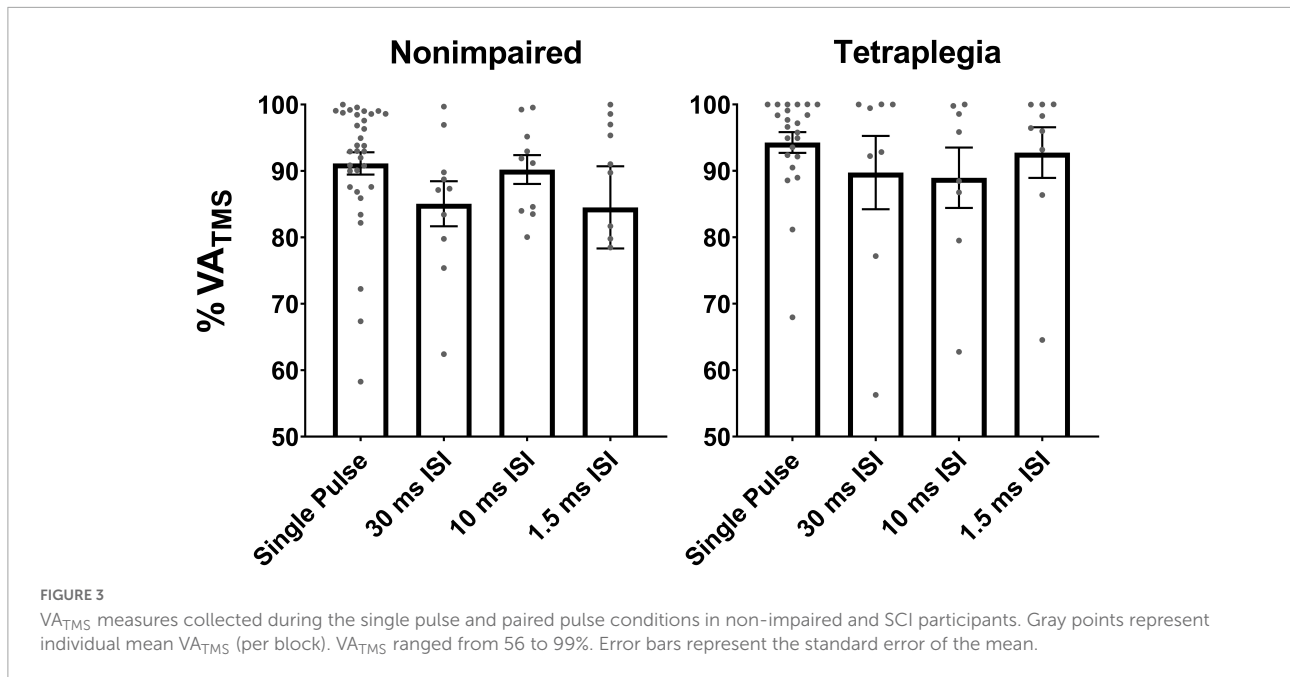 Nonimpaired
Tetraplegia
% VATMS
100
90
80
70
60
50
Single Pulse
30 ms ISI
10 ms ISI
1.5 ms ISI
100
90
80
70
60
50
Single Pulse
30 ms ISI
10 ms ISI
1.5 ms ISI
FIGURE 3
VATMS measures collected during the single pulse and paired pulse conditions in non-impaired and SCI participants. Gray points represent
individual mean VATMS (per block). VATMS ranged from 56 to 99%. Error bars represent the standard error of the mean.